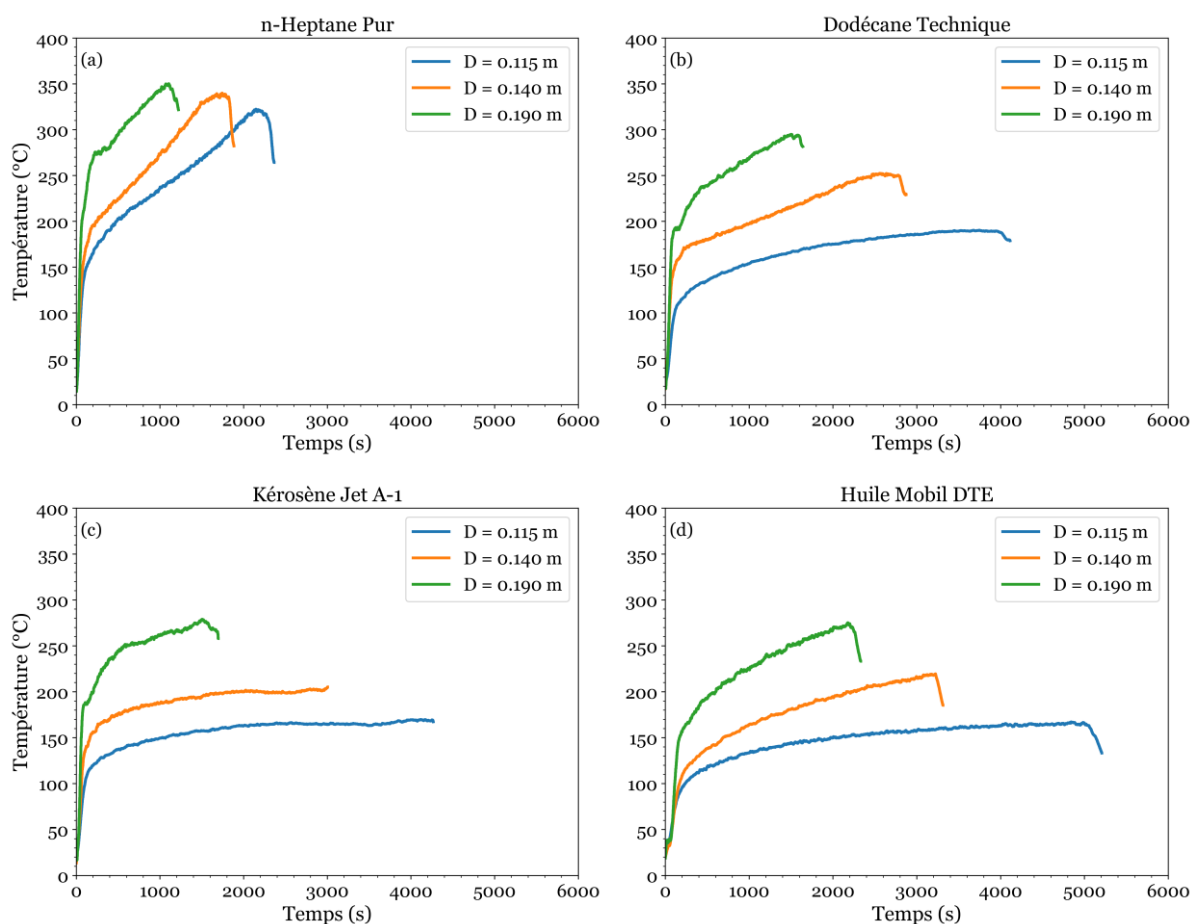 n-Heptane Pur
(a)
D = 0.115 m
D = 0.140 m
D = 0.190 m
400
350
300
250
200
150
100
50
0
Température (°C)
0 1000 2000 3000 4000 5000 6000
Temps (s)
Dodécane Technique
(b)
D = 0.115 m
D = 0.140 m
D = 0.190 m
400
350
300
250
200
150
100
50
0
0 1000 2000 3000 4000 5000 6000
Temps (s)
Kérosène Jet A-1
(c)
D = 0.115 m
D = 0.140 m
D = 0.190 m
400
350
300
250
200
150
100
50
0
Température (°C)
0 1000 2000 3000 4000 5000 6000
Temps (s)
Huile Mobil DTE
(d)
D = 0.115 m
D = 0.140 m
D = 0.190 m
400
350
300
250
200
150
100
50
0
0 1000 2000 3000 4000 5000 6000
Temps (s)